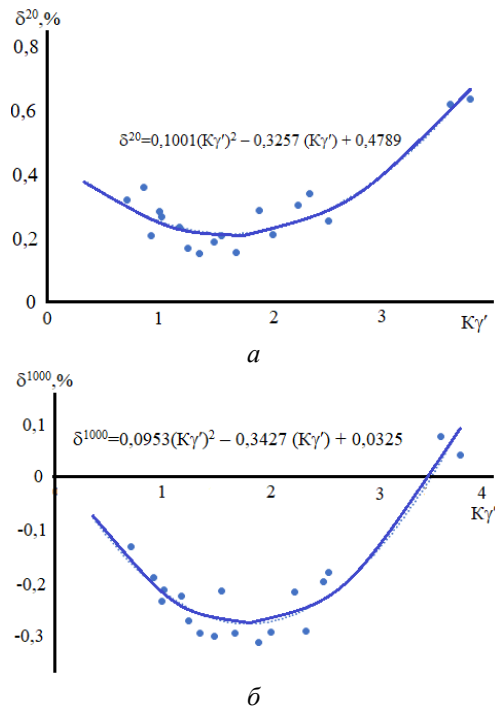 δ²⁰,%
0,8
0,6
δ²⁰=0,1001(Kγ′)² – 0,3257 (Kγ′) + 0,4789
0,4
0,2
0
0 1 2 3
Kγ′
а
δ¹⁰⁰⁰,%
0,1
δ¹⁰⁰⁰=0,0953(Kγ′)² – 0,3427 (Kγ′) + 0,0325
0
0 1 2 3 4
Kγ′
-0,1
-0,2
-0,3
б